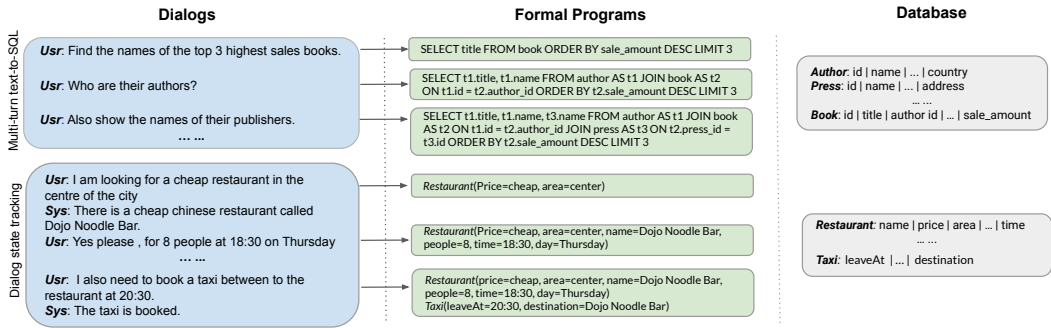 Dialogs
Formal Programs
Database
Multi-turn text-to-SQL
Usr: Find the names of the top 3 highest sales books.
Usr: Who are their authors?
Usr: Also show the names of their publishers.
... ...
SELECT title FROM book ORDER BY sale_amount DESC LIMIT 3
SELECT t1.title, t1.name FROM author AS t1 JOIN book AS t2
ON t1.id = t2.author_id ORDER BY t2.sale_amount DESC LIMIT 3
SELECT t1.title, t1.name, t3.name FROM author AS t1 JOIN book
AS t2 ON t1.id = t2.author_id JOIN press AS t3 ON t2.press_id =
t3.id ORDER BY t2.sale_amount DESC LIMIT 3
Author: id | name | ... | country
Press: id | name | ... | address
... ...
Book: id | title | author id | ... | sale_amount
Dialog state tracking
Usr: I am looking for a cheap restaurant in the
centre of the city
Sys: There is a cheap chinese restaurant called
Dojo Noodle Bar.
Usr: Yes please , for 8 people at 18:30 on Thursday
... ...
Usr: I also need to book a taxi between to the
restaurant at 20:30.
Sys: The taxi is booked.
Restaurant(Price=cheap, area=center)
Restaurant(Price=cheap, area=center, name=Dojo Noodle Bar,
people=8, time=18:30, day=Thursday)
Restaurant(price=cheap, area=center, name=Dojo Noodle Bar,
people=8, time=18:30, day=Thursday)
Taxi(leaveAt=20:30, destination=Dojo Noodle Bar)
Restaurant: name | price | area | ... | time
... ...
Taxi: leaveAt | ... | destination